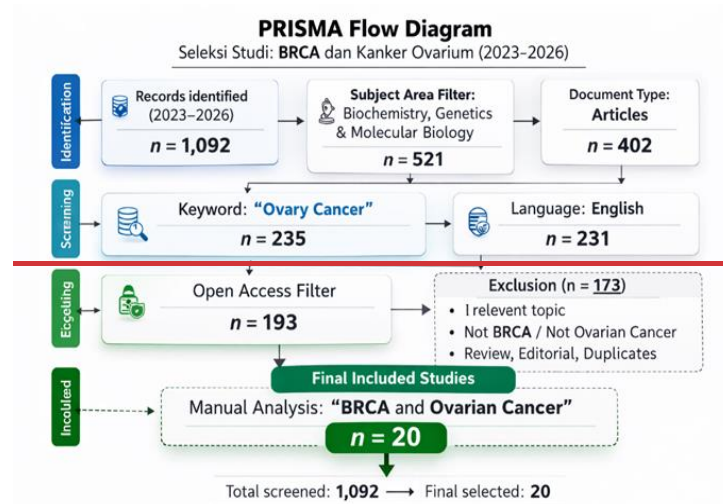 PRISMA Flow Diagram
Seleksi Studi: BRCA dan Kanker Ovarium (2023–2026)
Identification
Records identified
(2023–2026)
n = 1,092
Subject Area Filter:
Biochemistry, Genetics
& Molecular Biology
n = 521
Document Type:
Articles
n = 402
Screening
Keyword: “Ovary Cancer”
n = 235
Language: English
n = 231
Open Access Filter
n = 193
Exclusion (n = 173)
• I relevent topic
• Not BRCA / Not Ovarian Cancer
• Review, Editorial, Duplicates
Final Included Studies
Manual Analysis: “BRCA and Ovarian Cancer”
n = 20
Total screened: 1,092 → Final selected: 20